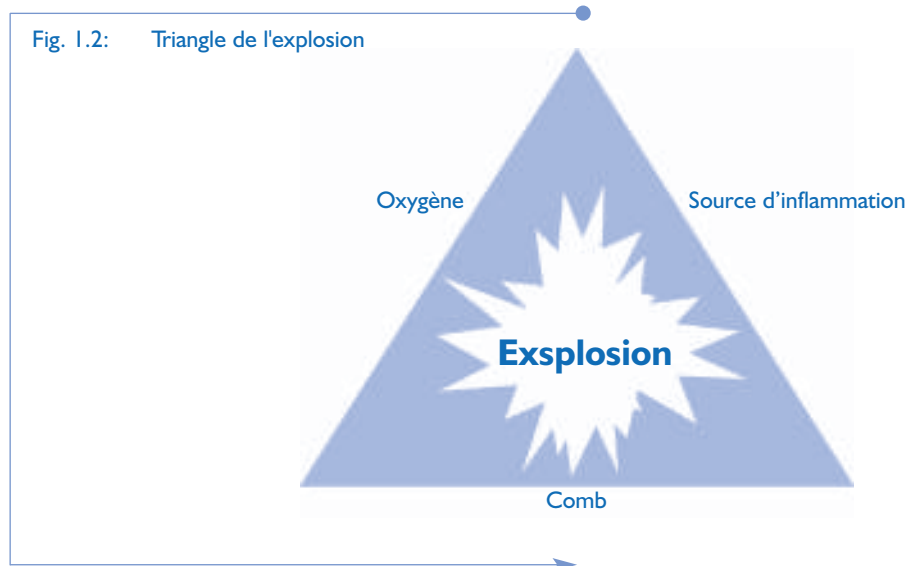 Fig. 1.2: Triangle de l'explosion
Oxygène
Source d’inflammation
Exsplosion
Comb